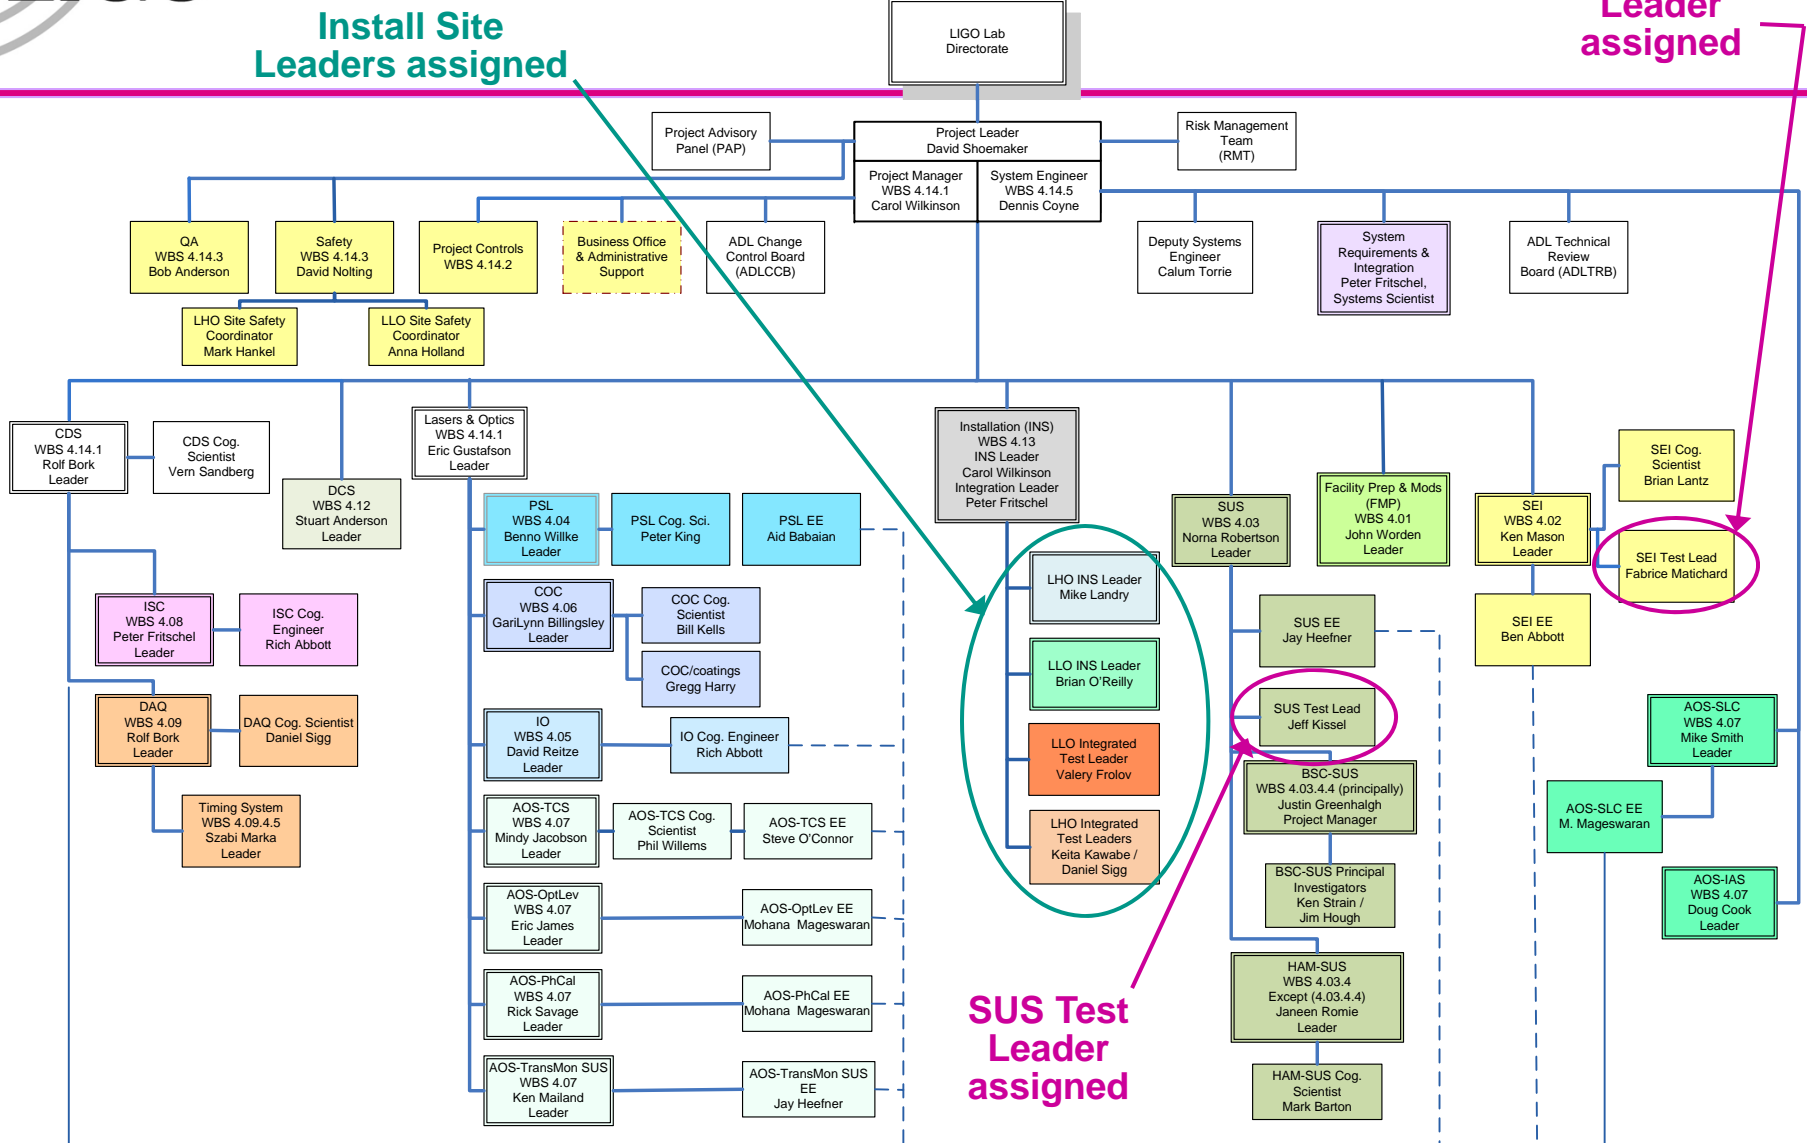 Install Site
Leaders assigned
Leader
assigned
LIGO Lab
Directorate
Project Advisory
Panel (PAP)
Project Leader
David Shoemaker
Risk Management
Team
(RMT)
Project Manager
WBS 4.14.1
Carol Wilkinson
System Engineer
WBS 4.14.5
Dennis Coyne
QA
WBS 4.14.3
Bob Anderson
Safety
WBS 4.14.3
David Nolting
Project Controls
WBS 4.14.2
Business Office
& Administrative
Support
ADL Change
Control Board
(ADLCCB)
Deputy Systems
Engineer
Calum Torrie
System
Requirements &
Integration
Peter Fritschel,
Systems Scientist
ADL Technical
Review
Board (ADLTRB)
LHO Site Safety
Coordinator
Mark Hankel
LLO Site Safety
Coordinator
Anna Holland
CDS
WBS 4.14.1
Rolf Bork
Leader
CDS Cog.
Scientist
Vern Sandberg
DCS
WBS 4.12
Stuart Anderson
Leader
Lasers & Optics
WBS 4.14.1
Eric Gustafson
Leader
Installation (INS)
WBS 4.13
INS Leader
Carol Wilkinson
Integration Leader
Peter Fritschel
SUS
WBS 4.03
Norna Robertson
Leader
Facility Prep & Mods
(FMP)
WBS 4.01
John Worden
Leader
SEI
WBS 4.02
Ken Mason
Leader
SEI Cog.
Scientist
Brian Lantz
SEI Test Lead
Fabrice Matichard
SEI EE
Ben Abbott
PSL
WBS 4.04
Benno Willke
Leader
PSL Cog. Sci.
Peter King
PSL EE
Aid Babaian
COC
WBS 4.06
GariLynn Billingsley
Leader
COC Cog.
Scientist
Bill Kells
COC/coatings
Gregg Harry
ISC
WBS 4.08
Peter Fritschel
Leader
ISC Cog.
Engineer
Rich Abbott
DAQ
WBS 4.09
Rolf Bork
Leader
DAQ Cog. Scientist
Daniel Sigg
Timing System
WBS 4.09.4.5
Szabi Marka
Leader
IO
WBS 4.05
David Reitze
Leader
IO Cog. Engineer
Rich Abbott
AOS-TCS
WBS 4.07
Mindy Jacobson
Leader
AOS-TCS Cog.
Scientist
Phil Willems
AOS-TCS EE
Steve O'Connor
AOS-OptLev
WBS 4.07
Eric James
Leader
AOS-OptLev EE
Mohana  Mageswaran
AOS-PhCal
WBS 4.07
Rick Savage
Leader
AOS-PhCal EE
Mohana  Mageswaran
AOS-TransMon SUS
WBS 4.07
Ken Mailand
Leader
AOS-TransMon SUS
EE
Jay Heefner
LHO INS Leader
Mike Landry
LLO INS Leader
Brian O'Reilly
LLO Integrated
Test Leader
Valery Frolov
LHO Integrated
Test Leaders
Keita Kawabe /
Daniel Sigg
SUS EE
Jay Heefner
SUS Test Lead
Jeff Kissel
BSC-SUS
WBS 4.03.4.4 (principally)
Justin Greenhalgh
Project Manager
BSC-SUS Principal
Investigators
Ken Strain /
Jim Hough
HAM-SUS
WBS 4.03.4
Except (4.03.4.4)
Janeen Romie
Leader
HAM-SUS Cog.
Scientist
Mark Barton
AOS-SLC
WBS 4.07
Mike Smith
Leader
AOS-SLC EE
M. Mageswaran
AOS-IAS
WBS 4.07
Doug Cook
Leader
SUS Test
Leader
assigned